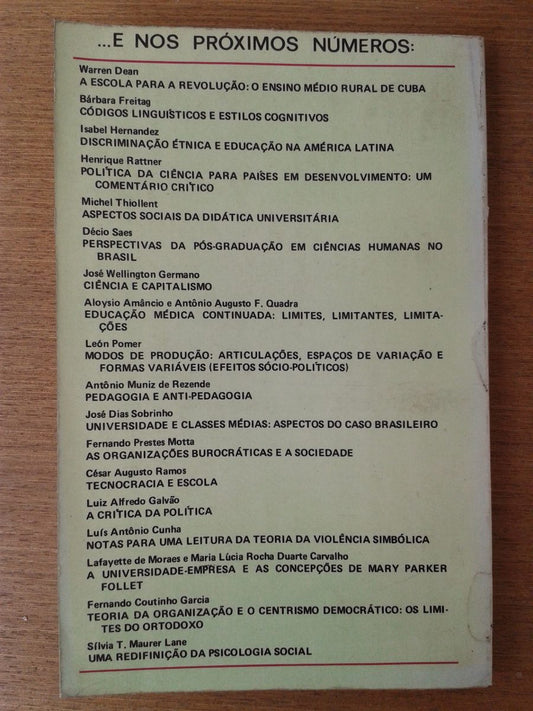 ...E NOS PRÓXIMOS NÚMEROS:
Warren Dean
A ESCOLA PARA A REVOLUÇÃO: O ENSINO MÉDIO RURAL DE CUBA
Bárbara Freitag
CÓDIGOS LINGUÍSTICOS E ESTILOS COGNITIVOS
Isabel Hernandez
DISCRIMINAÇÃO ÉTNICA E EDUCAÇÃO NA AMÉRICA LATINA
Henrique Rattner
POLÍTICA DA CIÊNCIA PARA PAÍSES EM DESENVOLVIMENTO: UM
COMENTÁRIO CRÍTICO
Michel Thiollent
ASPECTOS SOCIAIS DA DIDÁTICA UNIVERSITÁRIA
Décio Saes
PERSPECTIVAS DA PÓS-GRADUAÇÃO EM CIÊNCIAS HUMANAS NO
BRASIL
José Wellington Germano
CIÊNCIA E CAPITALISMO
Aloysio Amâncio e Antônio Augusto F. Quadra
EDUCAÇÃO MÉDICA CONTINUADA: LIMITES, LIMITANTES, LIMITA-
ÇÕES
León Pomer
MODOS DE PRODUÇÃO: ARTICULAÇÕES, ESPAÇOS DE VARIAÇÃO E
FORMAS VARIÁVEIS (EFEITOS SÓCIO-POLÍTICOS)
Antônio Muniz de Rezende
PEDAGOGIA E ANTI-PEDAGOGIA
José Dias Sobrinho
UNIVERSIDADE E CLASSES MÉDIAS: ASPECTOS DO CASO BRASILEIRO
Fernando Prestes Motta
AS ORGANIZAÇÕES BUROCRÁTICAS E A SOCIEDADE
César Augusto Ramos
TECNOCRACIA E ESCOLA
Luiz Alfredo Galvão
A CRÍTICA DA POLÍTICA
Luís Antônio Cunha
NOTAS PARA UMA LEITURA DA TEORIA DA VIOLÊNCIA SIMBÓLICA
Lafayette de Moraes e Maria Lúcia Rocha Duarte Carvalho
A UNIVERSIDADE-EMPRESA E AS CONCEPÇÕES DE MARY PARKER
FOLLET
Fernando Coutinho Garcia
TEORIA DA ORGANIZAÇÃO E O CENTRISMO DEMOCRÁTICO: OS LIMI-
TES DO ORTODOXO
Sílvia T. Maurer Lane
UMA REDIFINIÇÃO DA PSICOLOGIA SOCIAL